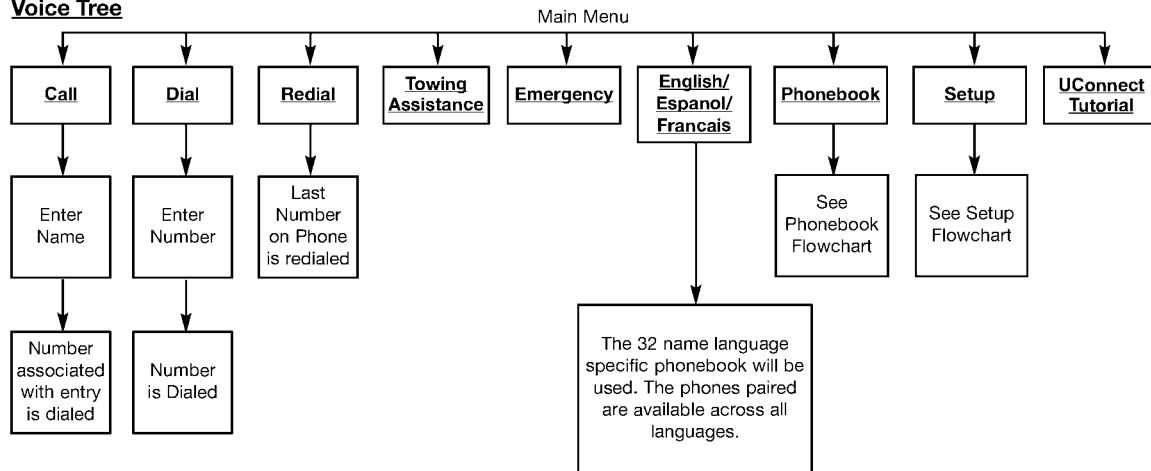 Voice Tree
Main Menu
Call
Dial
Redial
Towing
Assistance
Emergency
English/
Espanol/
Francais
Phonebook
Setup
UConnect
Tutorial
Enter
Name
Enter
Number
Last
Number
on Phone
is redialed
See
Phonebook
Flowchart
See Setup
Flowchart
Number
associated
with entry
is dialed
Number
is Dialed
The 32 name language
specific phonebook will be
used. The phones paired
are available across all
languages.